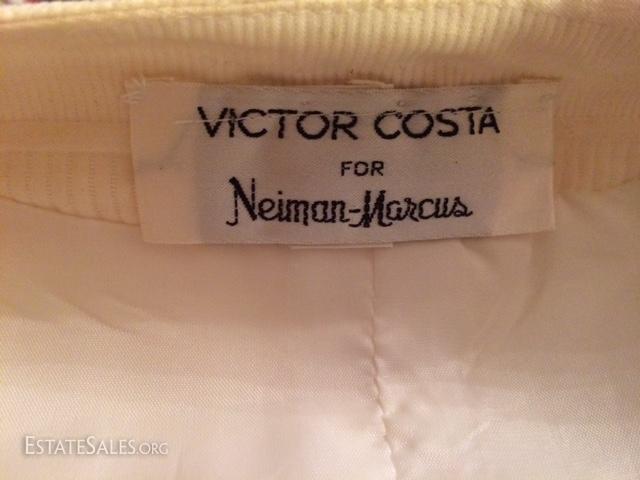 VICTOR COSTA
FOR
Neiman-Marcus
ESTATESALES.ORG